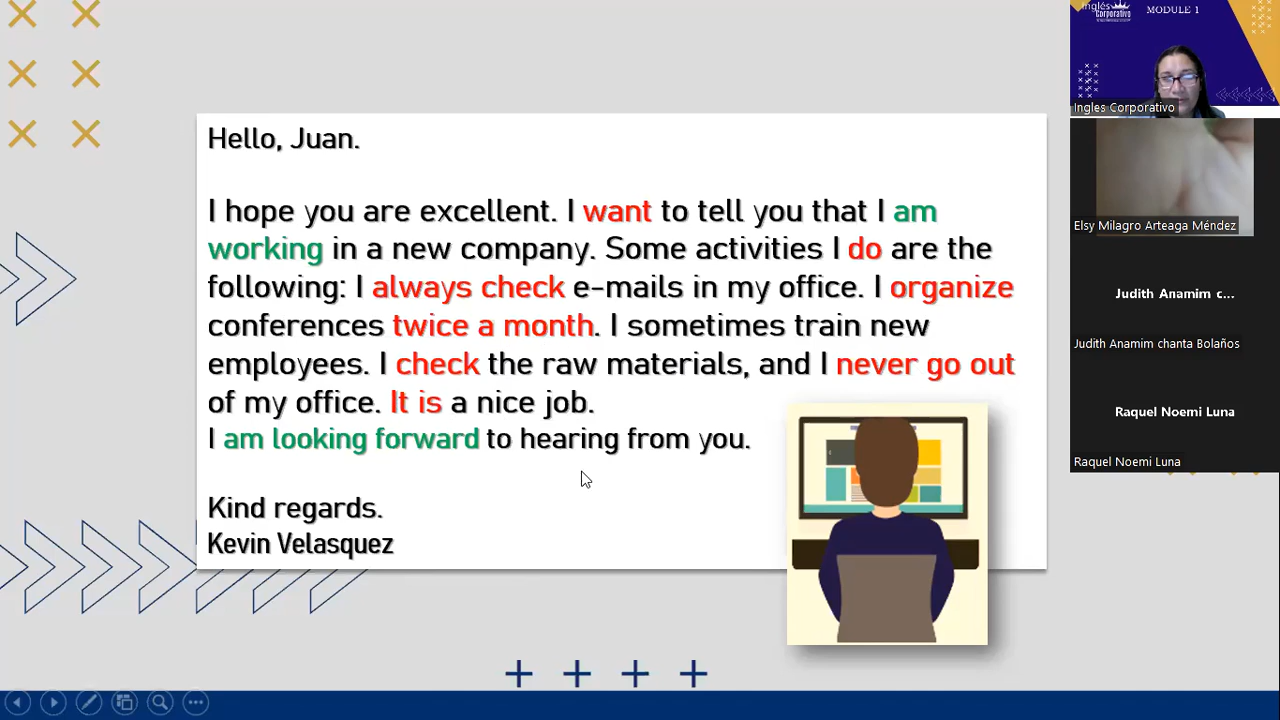 Hello, Juan.
I hope you are excellent. I want to tell you that I am
working in a new company. Some activities I do are the
following: I always check e-mails in my office. I organize
conferences twice a month. I sometimes train new
employees. I check the raw materials, and I never go out
of my office. It is a nice job.
I am looking forward to hearing from you.
Kind regards.
Kevin Velasquez
Inglés
Corporativo
MODULE 1
Ingles Corporativo
Elsy Milagro Arteaga Méndez
Judith Anamim c...
Judith Anamim chanta Bolaños
Raquel Noemi Luna
Raquel Noemi Luna